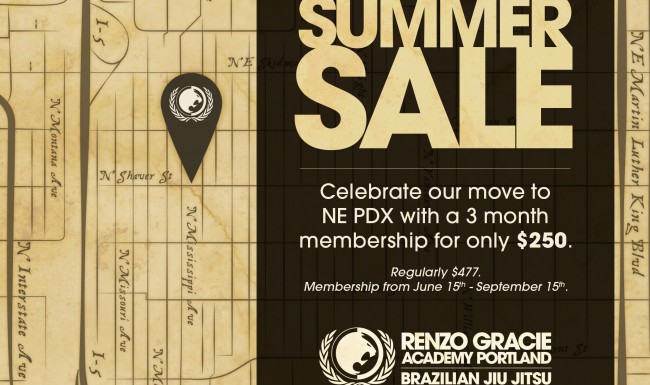 SUMMER
SALE
Celebrate our move to
NE PDX with a 3 month
membership for only $250.
Regularly $477.
Membership from June 15th - September 15th.
RENZO GRACIE
ACADEMY PORTLAND
BRAZILIAN JIU JITSU
I-5
N Montana Ave
N Shaver St
N Mississippi Ave
N Missouri Ave
N Interstate Ave
I-5
NE Martin Luther King Blvd